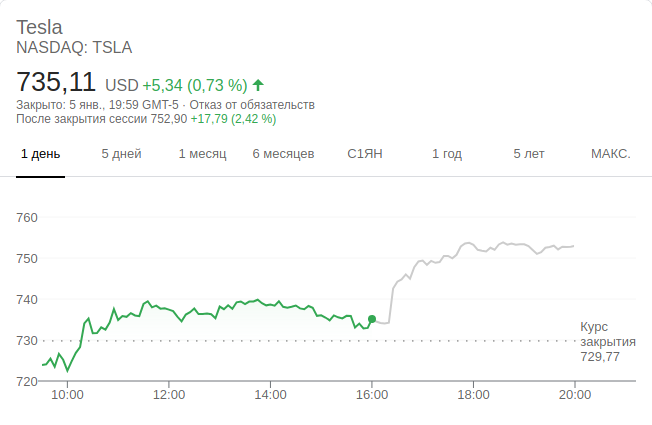 Tesla
NASDAQ: TSLA
735,11 USD +5,34 (0,73 %)
Закрыто: 5 янв., 19:59 GMT-5 · Отказ от обязательств
После закрытия сессии 752,90 +17,79 (2,42 %)
1 день 5 дней 1 месяц 6 месяцев С1ЯН 1 год 5 лет МАКС.
760
750
740
730
720
Курс
закрытия
729,77
10:00 12:00 14:00 16:00 18:00 20:00